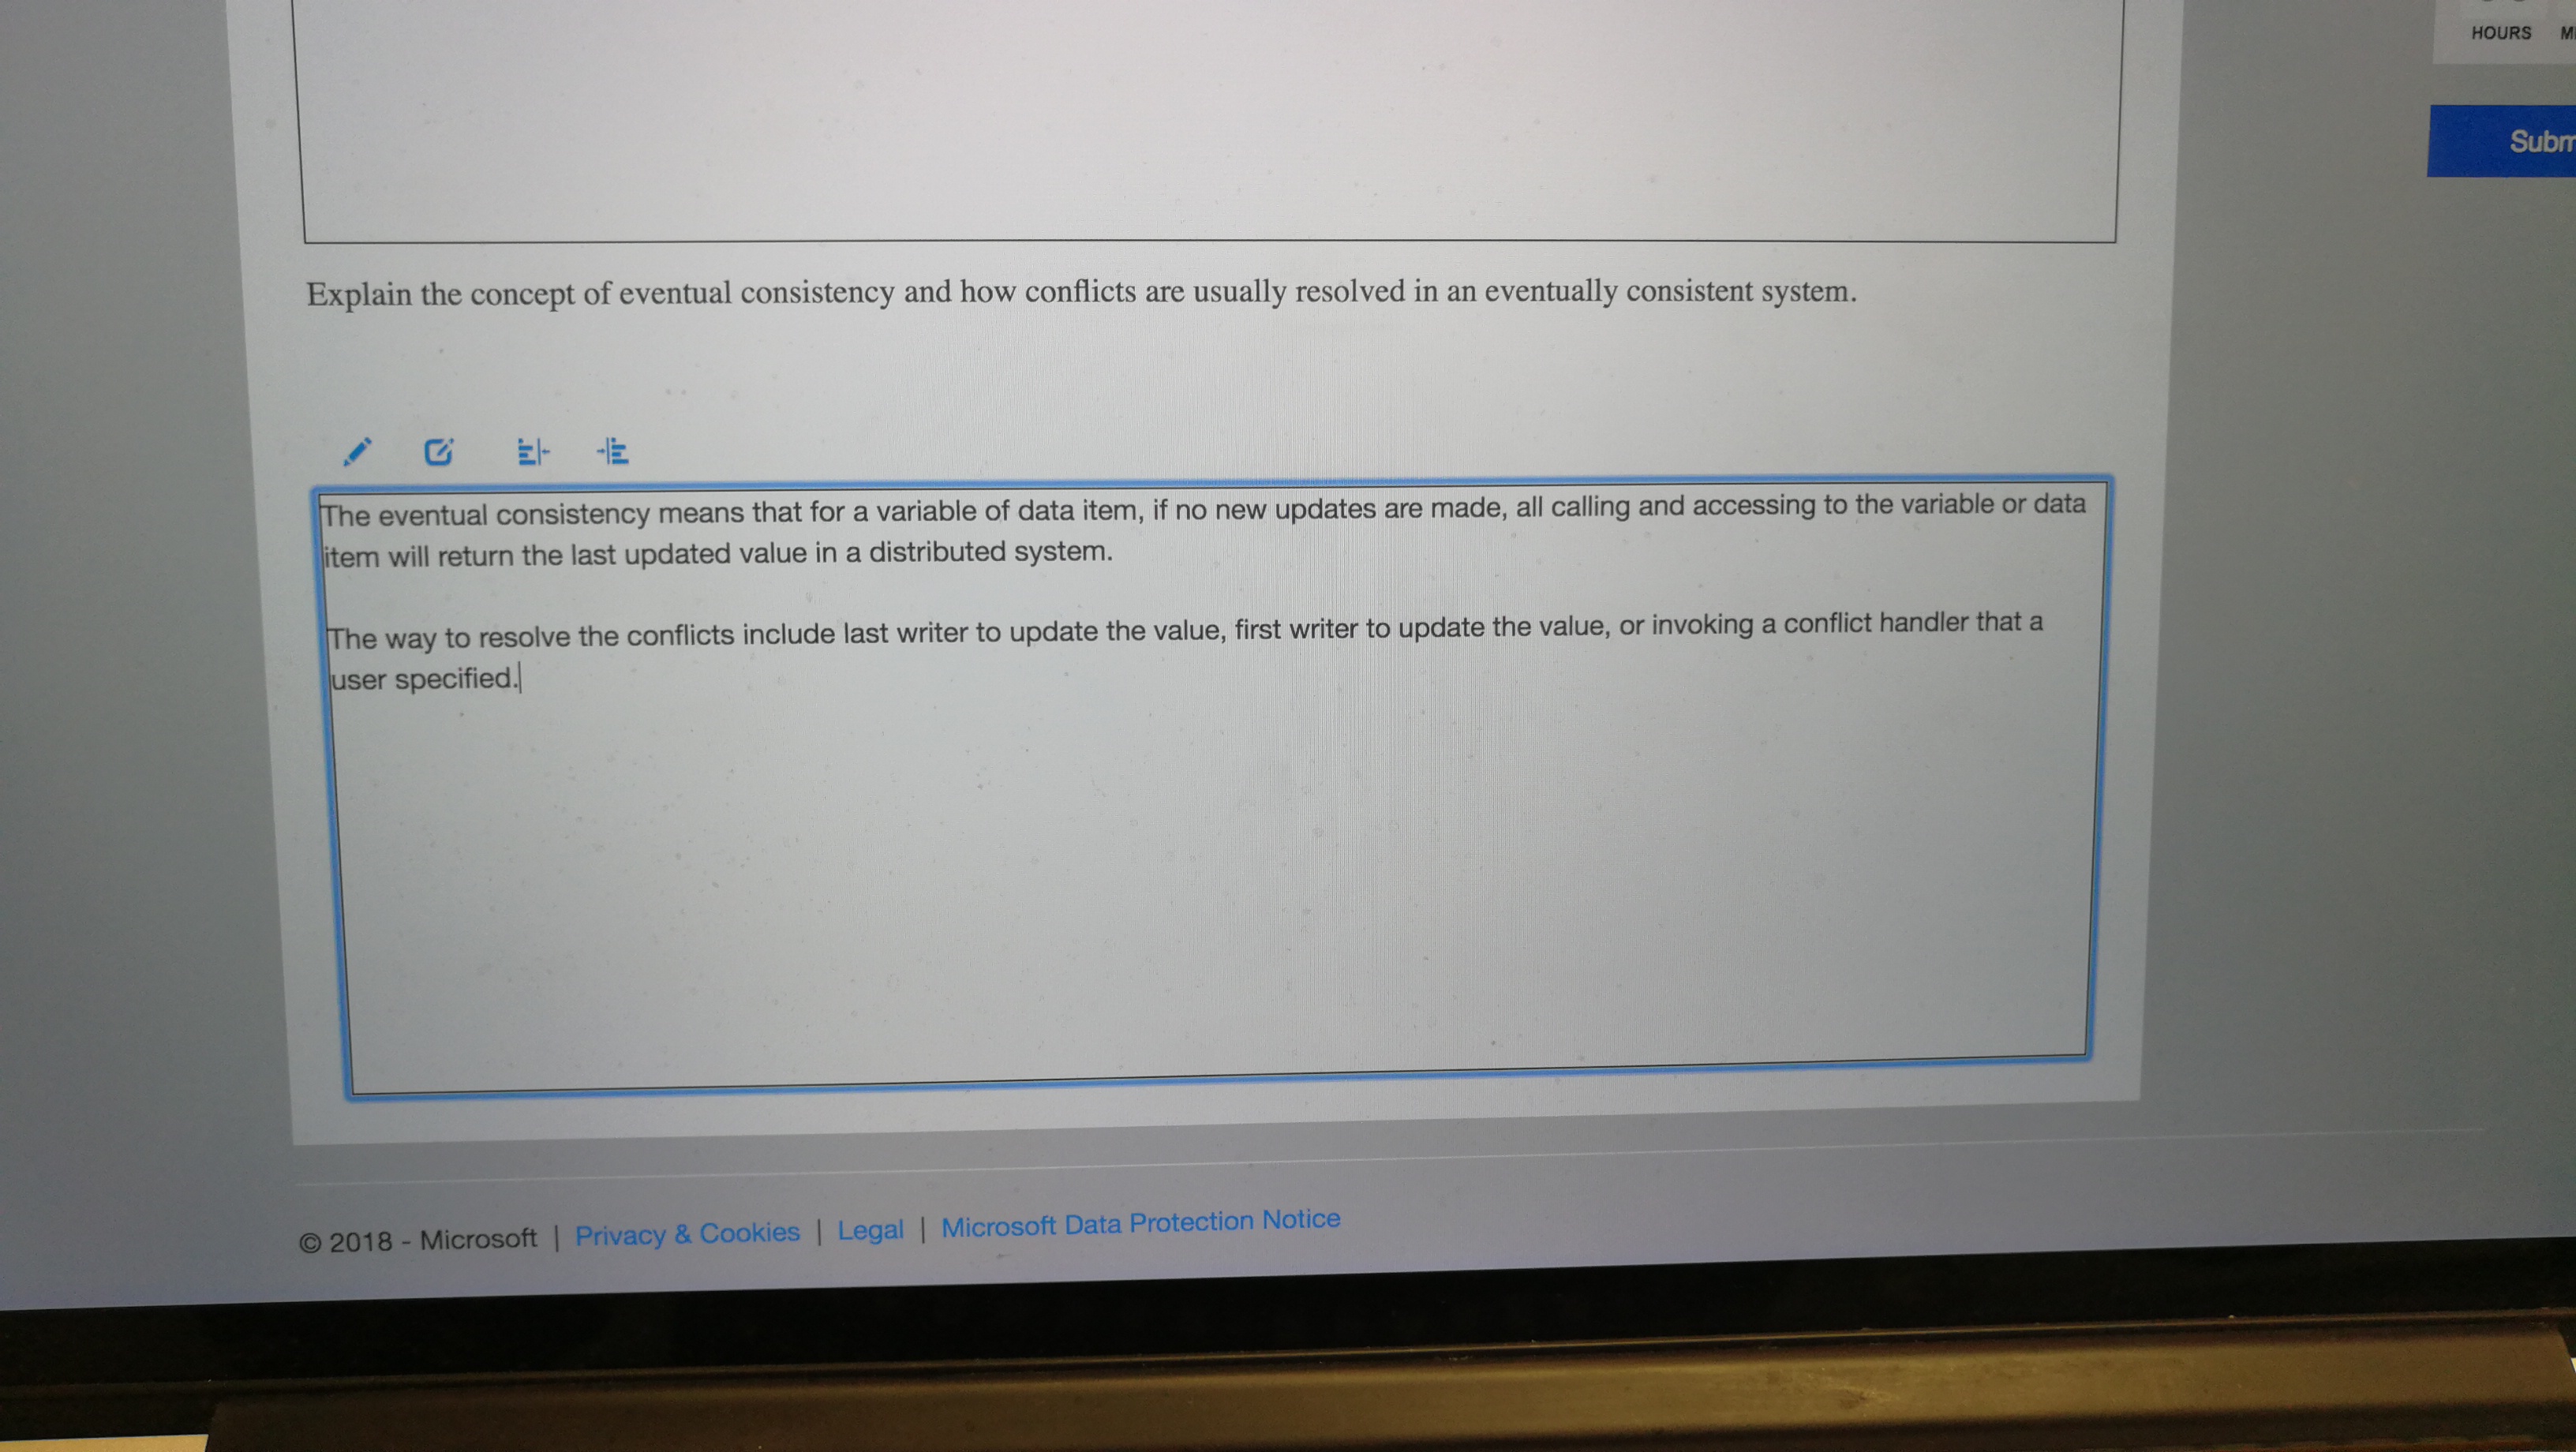 HOURS
Explain the concept of eventual consistency and how conflicts are usually resolved in an eventually consistent system.
The eventual consistency means that for a variable of data item, if no new updates are made, all calling and accessing to the variable or data
item will return the last updated value in a distributed system.
The way to resolve the conflicts include last writer to update the value, first writer to update the value, or invoking a conflict handler that a
user specified.
© 2018 - Microsoft | Privacy & Cookies | Legal | Microsoft Data Protection Notice